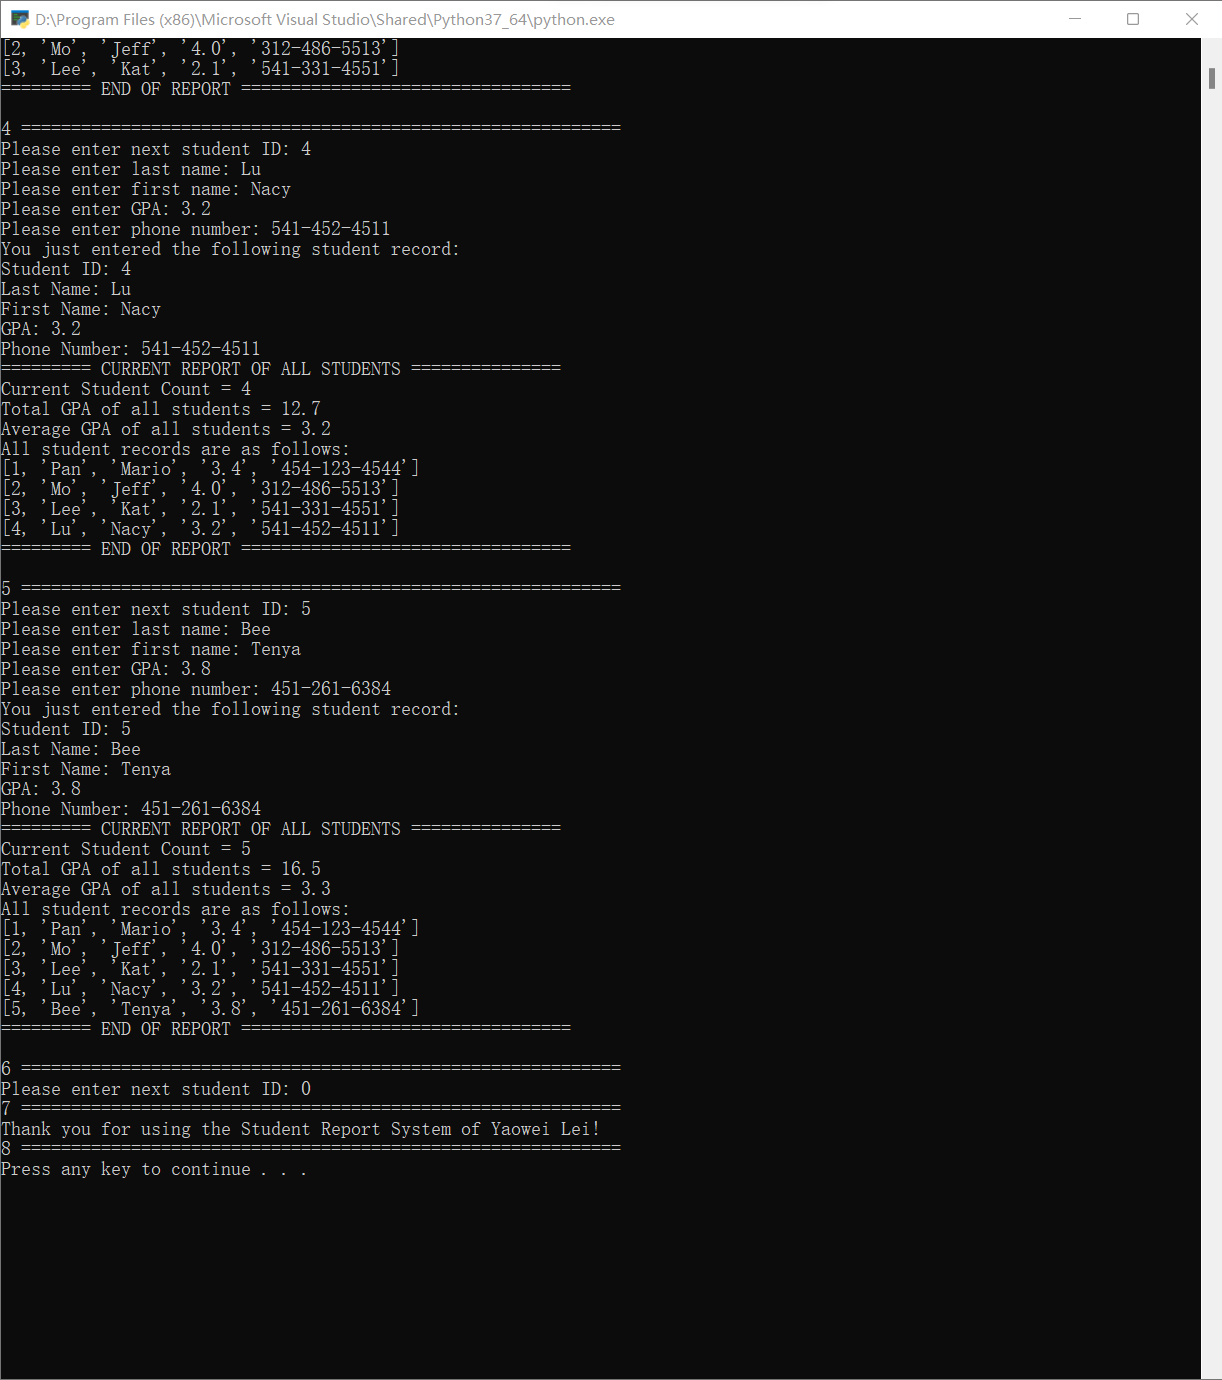 D:\Program Files (x86)\Microsoft Visual Studio\Shared\Python37_64\python.exe
[2, 'Mo', 'Jeff', '4.0', '312-486-5513']
[3, 'Lee', 'Kat', '2.1', '541-331-4551']
========= END OF REPORT =================================

4 ============================================================
Please enter next student ID: 4
Please enter last name: Lu
Please enter first name: Nacy
Please enter GPA: 3.2
Please enter phone number: 541-452-4511
You just entered the following student record:
Student ID: 4
Last Name: Lu
First Name: Nacy
GPA: 3.2
Phone Number: 541-452-4511
========= CURRENT REPORT OF ALL STUDENTS ===============
Current Student Count = 4
Total GPA of all students = 12.7
Average GPA of all students = 3.2
All student records are as follows:
[1, 'Pan', 'Mario', '3.4', '454-123-4544']
[2, 'Mo', 'Jeff', '4.0', '312-486-5513']
[3, 'Lee', 'Kat', '2.1', '541-331-4551']
[4, 'Lu', 'Nacy', '3.2', '541-452-4511']
========= END OF REPORT =================================

5 ============================================================
Please enter next student ID: 5
Please enter last name: Bee
Please enter first name: Tenya
Please enter GPA: 3.8
Please enter phone number: 451-261-6384
You just entered the following student record:
Student ID: 5
Last Name: Bee
First Name: Tenya
GPA: 3.8
Phone Number: 451-261-6384
========= CURRENT REPORT OF ALL STUDENTS ===============
Current Student Count = 5
Total GPA of all students = 16.5
Average GPA of all students = 3.3
All student records are as follows:
[1, 'Pan', 'Mario', '3.4', '454-123-4544']
[2, 'Mo', 'Jeff', '4.0', '312-486-5513']
[3, 'Lee', 'Kat', '2.1', '541-331-4551']
[4, 'Lu', 'Nacy', '3.2', '541-452-4511']
[5, 'Bee', 'Tenya', '3.8', '451-261-6384']
========= END OF REPORT =================================

6 ============================================================
Please enter next student ID: 0
7 ============================================================
Thank you for using the Student Report System of Yaowei Lei!
8 ============================================================
Press any key to continue . . .